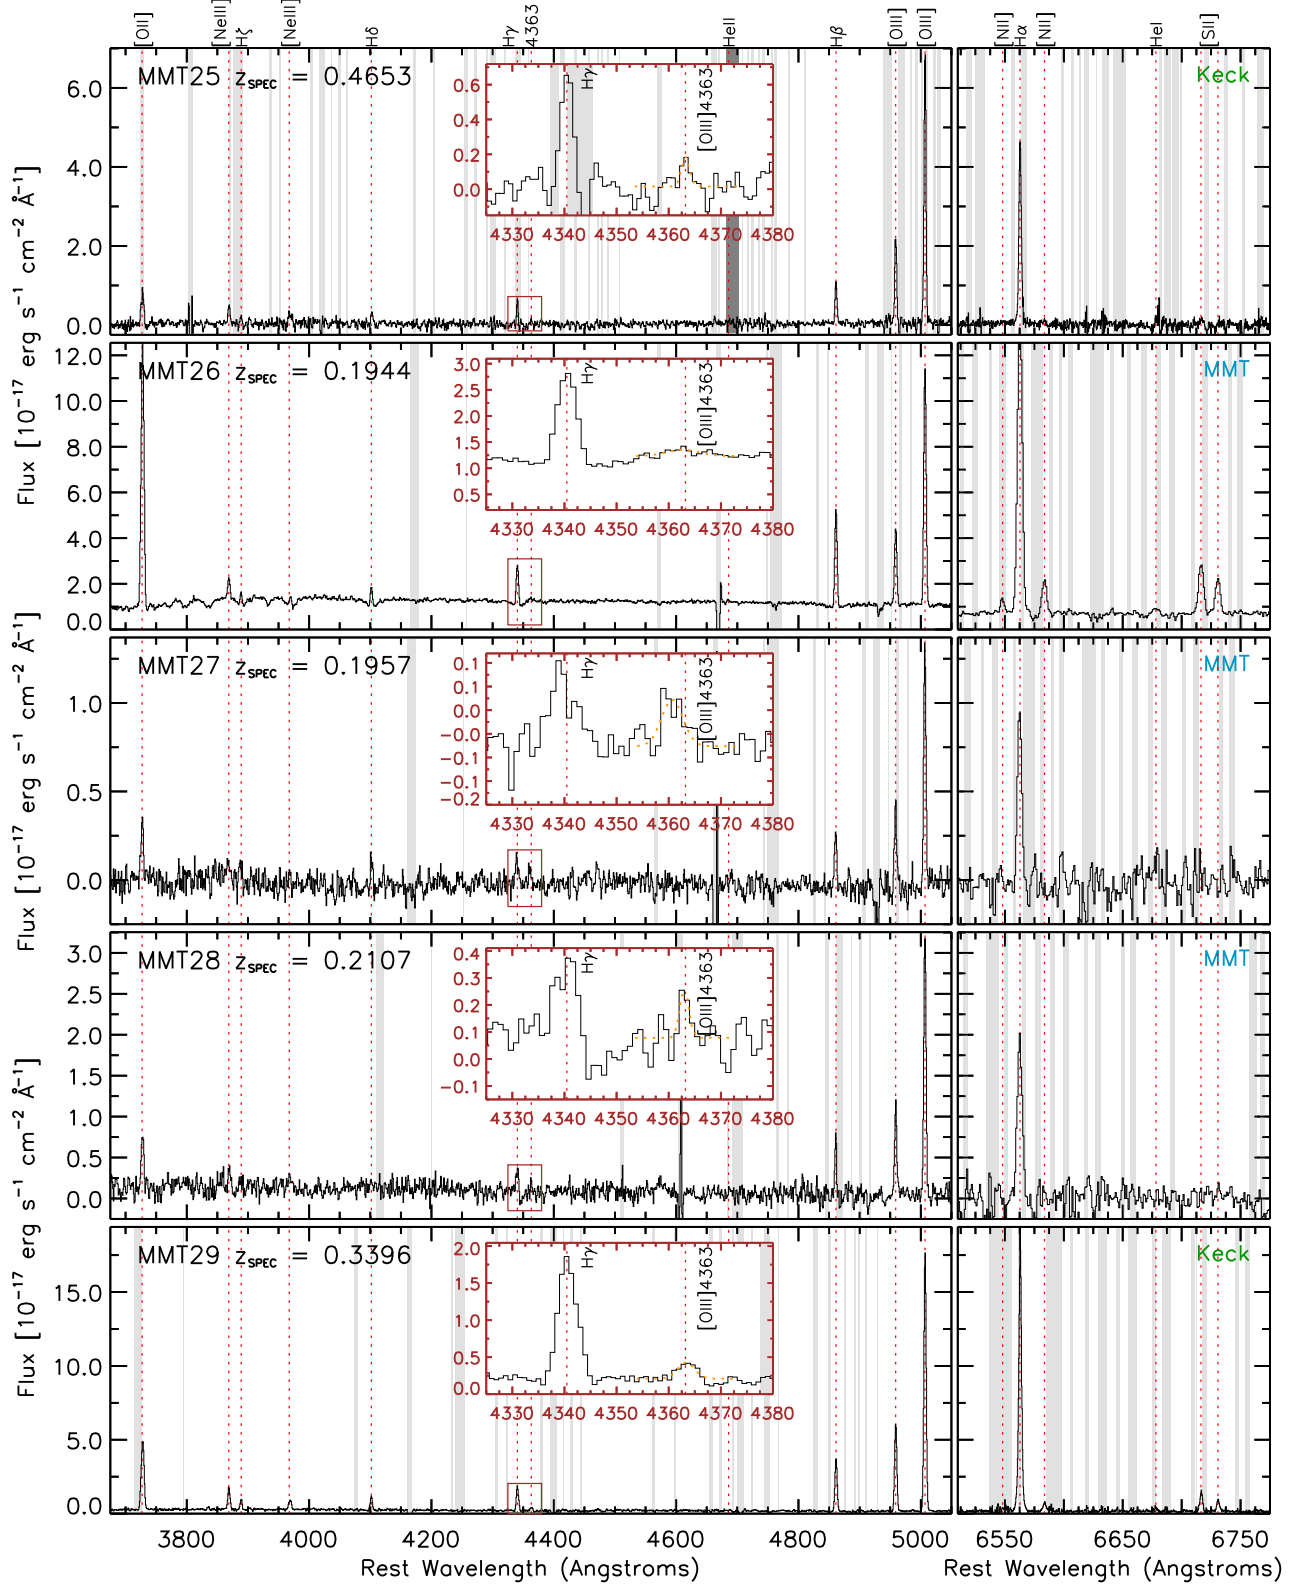 [OII] [NeIII] Hζ [NeIII] Hδ Hγ 4363 HeII Hβ [OIII] [OIII] [NII] Hα [NII] HeI [SII]
MMT25 zSPEC = 0.4653
Keck
6.0
4.0
2.0
0.0
Hγ
[OIII]4363
0.6
0.4
0.2
0.0
4330 4340 4350 4360 4370 4380
Flux [10⁻¹⁷ erg s⁻¹ cm⁻² Å⁻¹]
MMT26 zSPEC = 0.1944
MMT
12.0
10.0
8.0
6.0
4.0
2.0
0.0
Hγ
[OIII]4363
3.0
2.5
2.0
1.5
1.0
0.5
4330 4340 4350 4360 4370 4380
Flux [10⁻¹⁷ erg s⁻¹ cm⁻² Å⁻¹]
MMT27 zSPEC = 0.1957
MMT
1.0
0.5
0.0
Hγ
[OIII]4363
0.1
0.1
0.0
−0.0
−0.1
−0.1
−0.2
4330 4340 4350 4360 4370 4380
MMT28 zSPEC = 0.2107
MMT
3.0
2.5
2.0
1.5
1.0
0.5
0.0
Hγ
[OIII]4363
0.4
0.3
0.2
0.1
0.0
−0.1
4330 4340 4350 4360 4370 4380
Flux [10⁻¹⁷ erg s⁻¹ cm⁻² Å⁻¹]
MMT29 zSPEC = 0.3396
Keck
15.0
10.0
5.0
0.0
Hγ
[OIII]4363
2.0
1.5
1.0
0.5
0.0
4330 4340 4350 4360 4370 4380
3800 4000 4200 4400 4600 4800 5000
6550 6650 6750
Rest Wavelength (Angstroms)
Rest Wavelength (Angstroms)